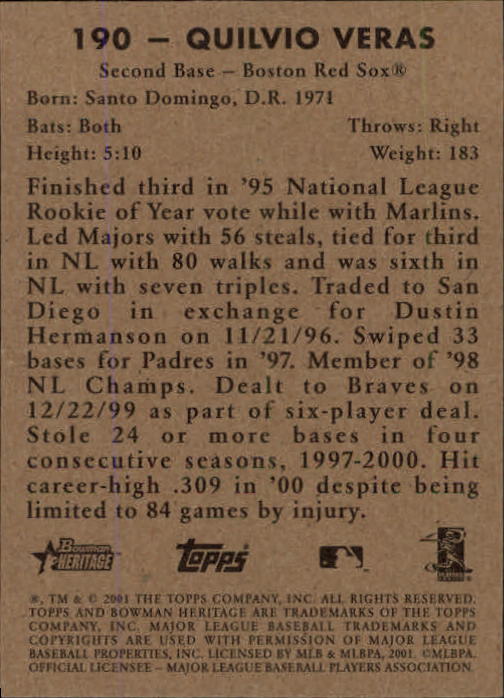 190 – QUILVIO VERAS
Second Base – Boston Red Sox®
Born: Santo Domingo, D.R. 1971
Bats: Both Throws: Right
Height: 5:10 Weight: 183
Finished third in '95 National League
Rookie of Year vote while with Marlins.
Led Majors with 56 steals, tied for third
in NL with 80 walks and was sixth in
NL with seven triples. Traded to San
Diego in exchange for Dustin
Hermanson on 11/21/96. Swiped 33
bases for Padres in '97. Member of '98
NL Champs. Dealt to Braves on
12/22/99 as part of six-player deal.
Stole 24 or more bases in four
consecutive seasons, 1997-2000. Hit
career-high .309 in '00 despite being
limited to 84 games by injury.
Bowman
HERITAGE
Topps
®, TM & © 2001 THE TOPPS COMPANY, INC. ALL RIGHTS RESERVED.
TOPPS AND BOWMAN HERITAGE ARE TRADEMARKS OF THE TOPPS
COMPANY, INC. MAJOR LEAGUE BASEBALL TRADEMARKS AND
COPYRIGHTS ARE USED WITH PERMISSION OF MAJOR LEAGUE
BASEBALL PROPERTIES, INC. LICENSED BY MLB & MLBPA, 2001. ©MLBPA.
OFFICIAL LICENSEE – MAJOR LEAGUE BASEBALL PLAYERS ASSOCIATION.